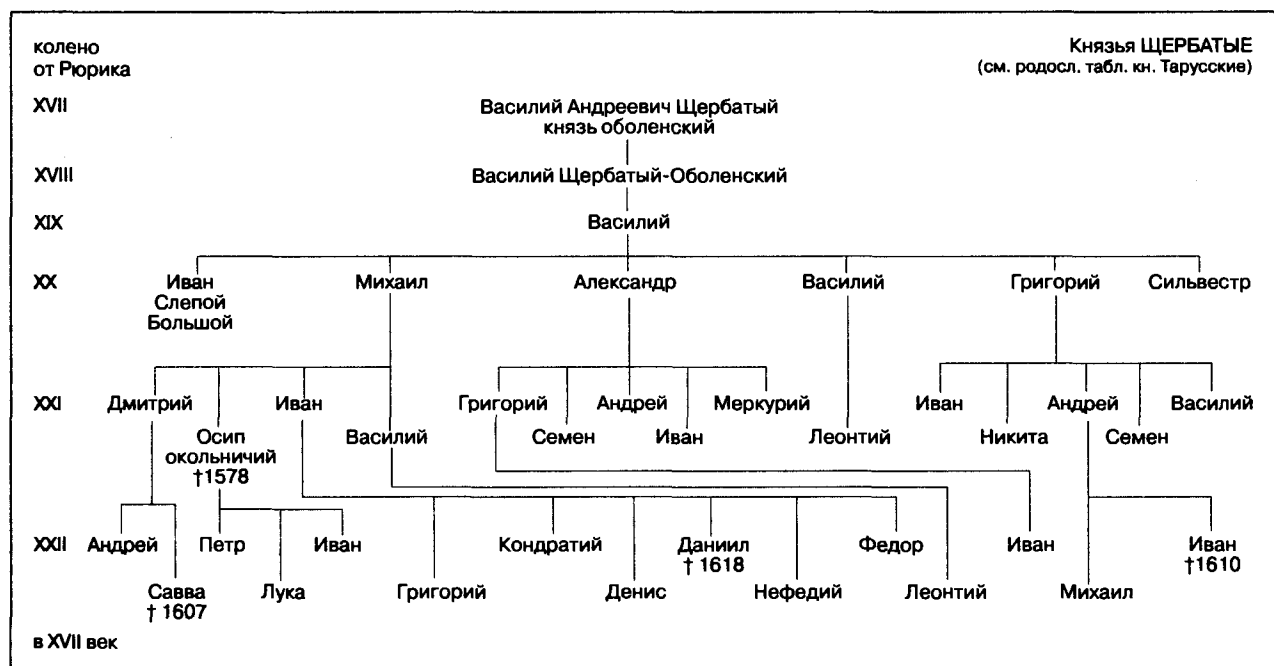 колено
от Рюрика
Князья ЩЕРБАТЫЕ
(см. родосл. табл. кн. Тарусские)
XVII
Василий Андреевич Щербатый
князь оболенский
XVIII
Василий Щербатый-Оболенский
XIX
Василий
XX
Иван
Слепой
Большой
Михаил
Александр
Василий
Григорий
Сильвестр
XXI
Дмитрий
Осип
окольничий
†1578
Иван
Василий
Григорий
Семен
Андрей
Иван
Меркурий
Леонтий
Иван
Никита
Андрей
Семен
Василий
XXII
Андрей
Савва
† 1607
Петр
Лука
Иван
Григорий
Кондратий
Денис
Даниил
† 1618
Нефедий
Федор
Леонтий
Иван
Михаил
Иван
†1610
в XVII век